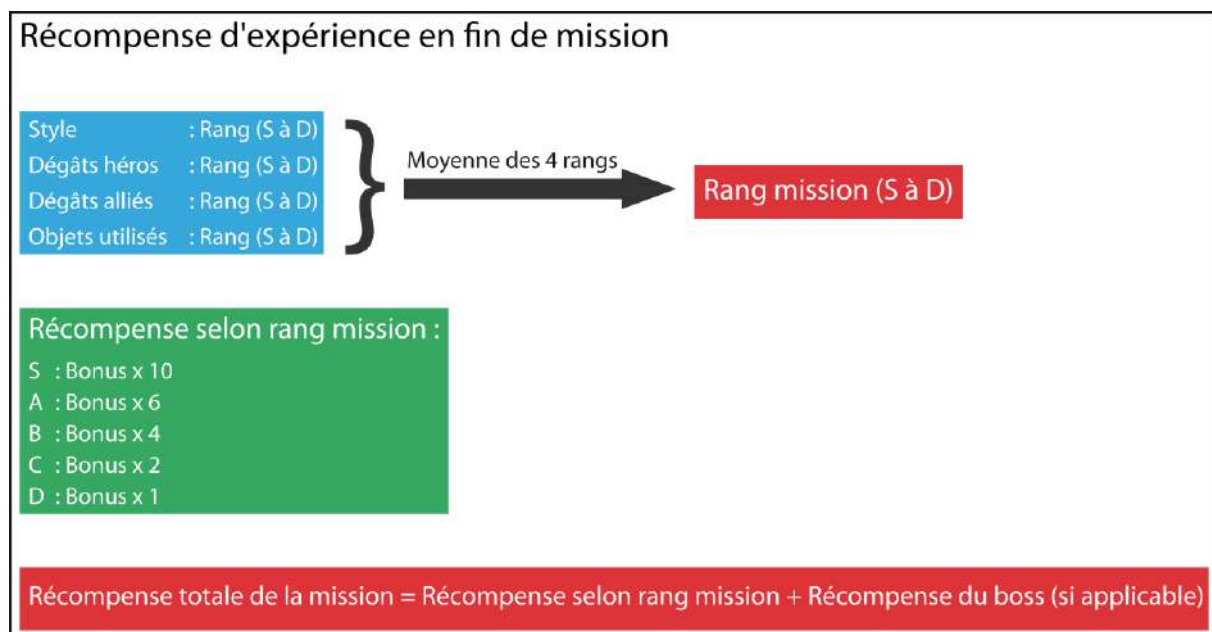 Récompense d'expérience en fin de mission
Style : Rang (S à D)
Dégâts héros : Rang (S à D)
Dégâts alliés : Rang (S à D)
Objets utilisés : Rang (S à D)
}
Moyenne des 4 rangs
Rang mission (S à D)
Récompense selon rang mission :
S : Bonus x 10
A : Bonus x 6
B : Bonus x 4
C : Bonus x 2
D : Bonus x 1
Récompense totale de la mission = Récompense selon rang mission + Récompense du boss (si applicable)